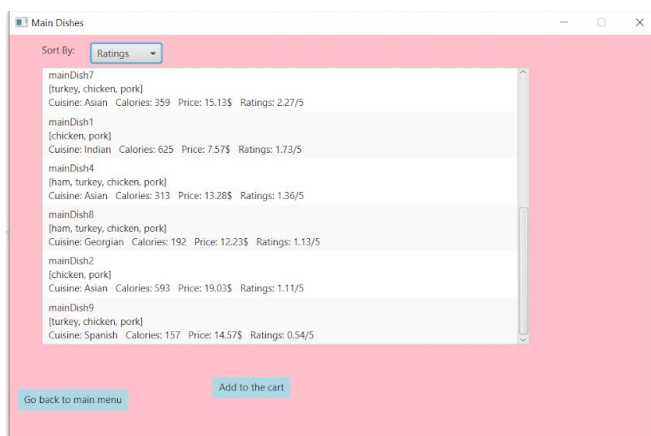 Main Dishes
Sort By: Ratings
mainDish7
[turkey, chicken, pork]
Cuisine: Asian Calories: 359 Price: 15.13$ Ratings: 2.27/5
mainDish1
[chicken, pork]
Cuisine: Indian Calories: 625 Price: 7.57$ Ratings: 1.73/5
mainDish4
[ham, turkey, chicken, pork]
Cuisine: Asian Calories: 313 Price: 13.28$ Ratings: 1.36/5
mainDish8
[ham, turkey, chicken, pork]
Cuisine: Georgian Calories: 192 Price: 12.23$ Ratings: 1.13/5
mainDish2
[chicken, pork]
Cuisine: Asian Calories: 593 Price: 19.03$ Ratings: 1.11/5
mainDish9
[turkey, chicken, pork]
Cuisine: Spanish Calories: 157 Price: 14.57$ Ratings: 0.54/5
Add to the cart
Go back to main menu